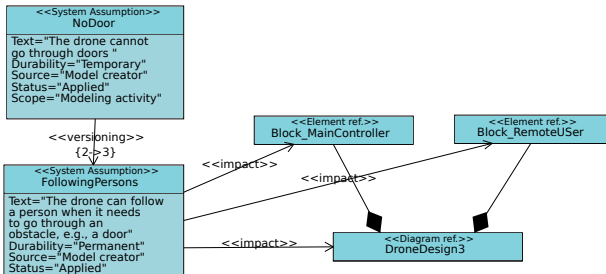 <<System Assumption>>
NoDoor
Text="The drone cannot
go through doors "
Durability="Temporary"
Source="Model creator"
Status="Applied"
Scope="Modeling activity"
<<versioning>>
{2->3}
<<System Assumption>>
FollowingPersons
Text="The drone can follow
a person when it needs
to go through an
obstacle, e.g., a door"
Durability="Permanent"
Source="Model creator"
Status="Applied"
<<Element ref.>>
Block_MainController
<<Element ref.>>
Block_RemoteUSer
<<impact>>
<<impact>>
<<impact>>
<<Diagram ref.>>
DroneDesign3